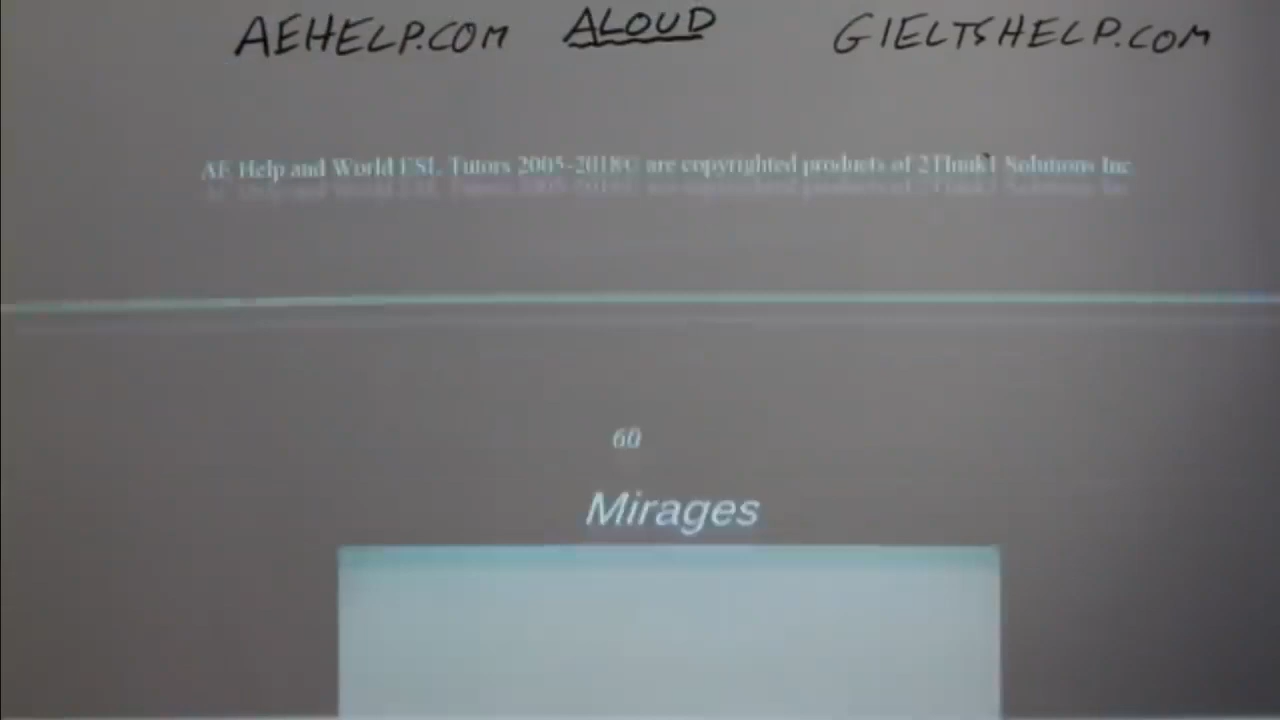 AEHELP.COM ALOUD GIELTSHELP.COM
AE Help and World ESL Tutors 2005-2018© are copyrighted products of 2Think1 Solutions Inc
60
Mirages